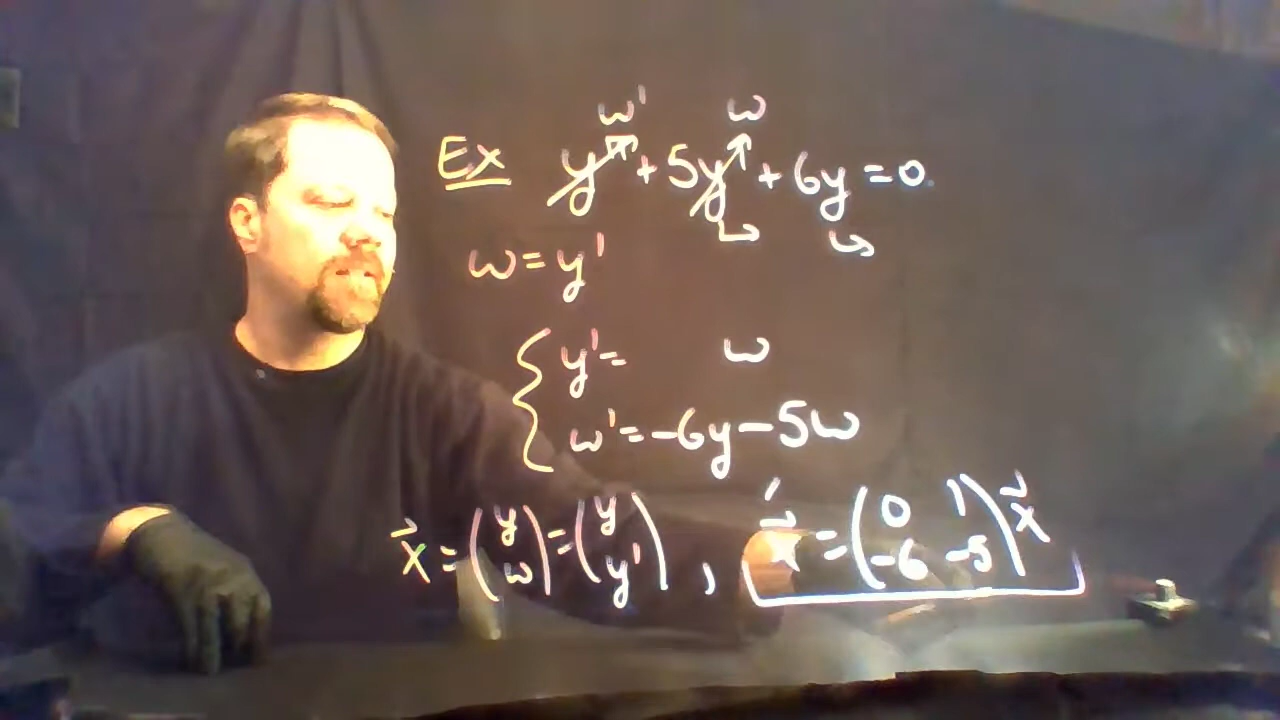 w' w
Ex y'' + 5y' + 6y = 0
w = y'
y' = w
w' = -6y - 5w
x⃗ = (y w) = (y y'), x⃗' = (0 1 -6 -5) x⃗